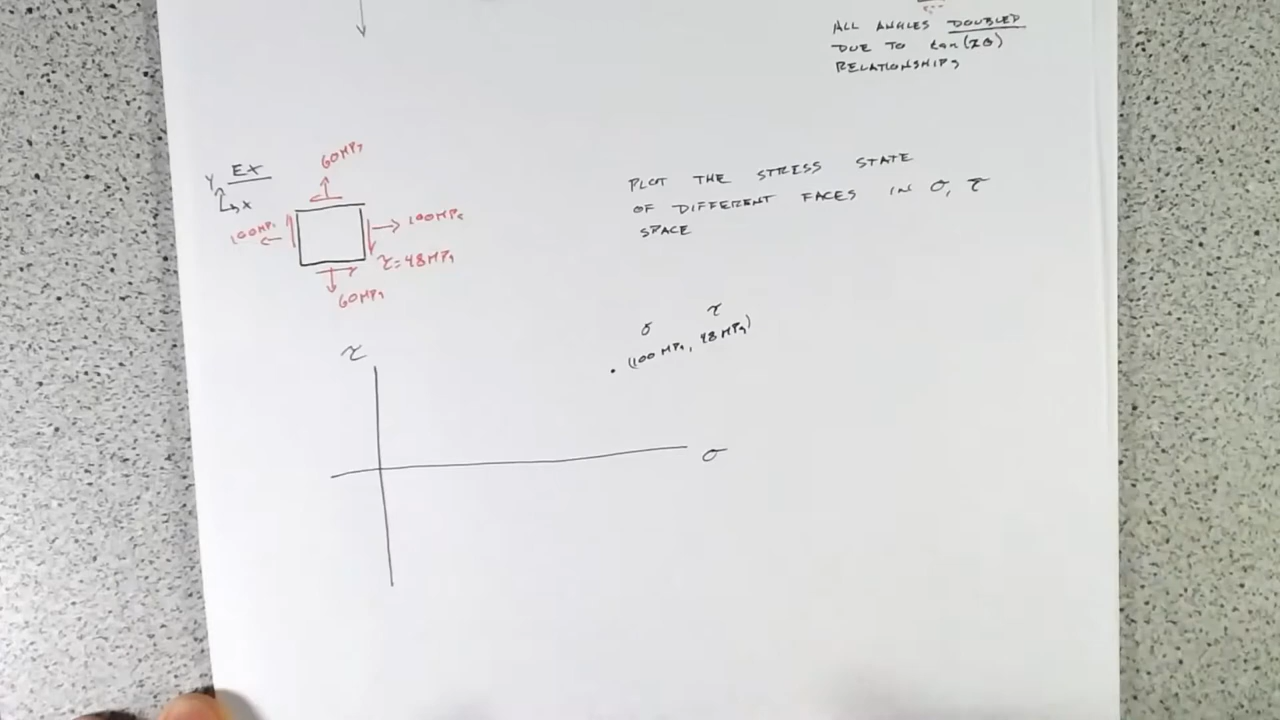 ALL ANGLES DOUBLED
DUE TO tan(2θ)
RELATIONSHIPS
EX
Y
X
60MPa
100MPa
100MPa
τ=48MPa
60MPa
PLOT THE STRESS STATE
OF DIFFERENT FACES IN σ, τ
SPACE
σ τ
(100 MPa, 48 MPa)
τ
σ